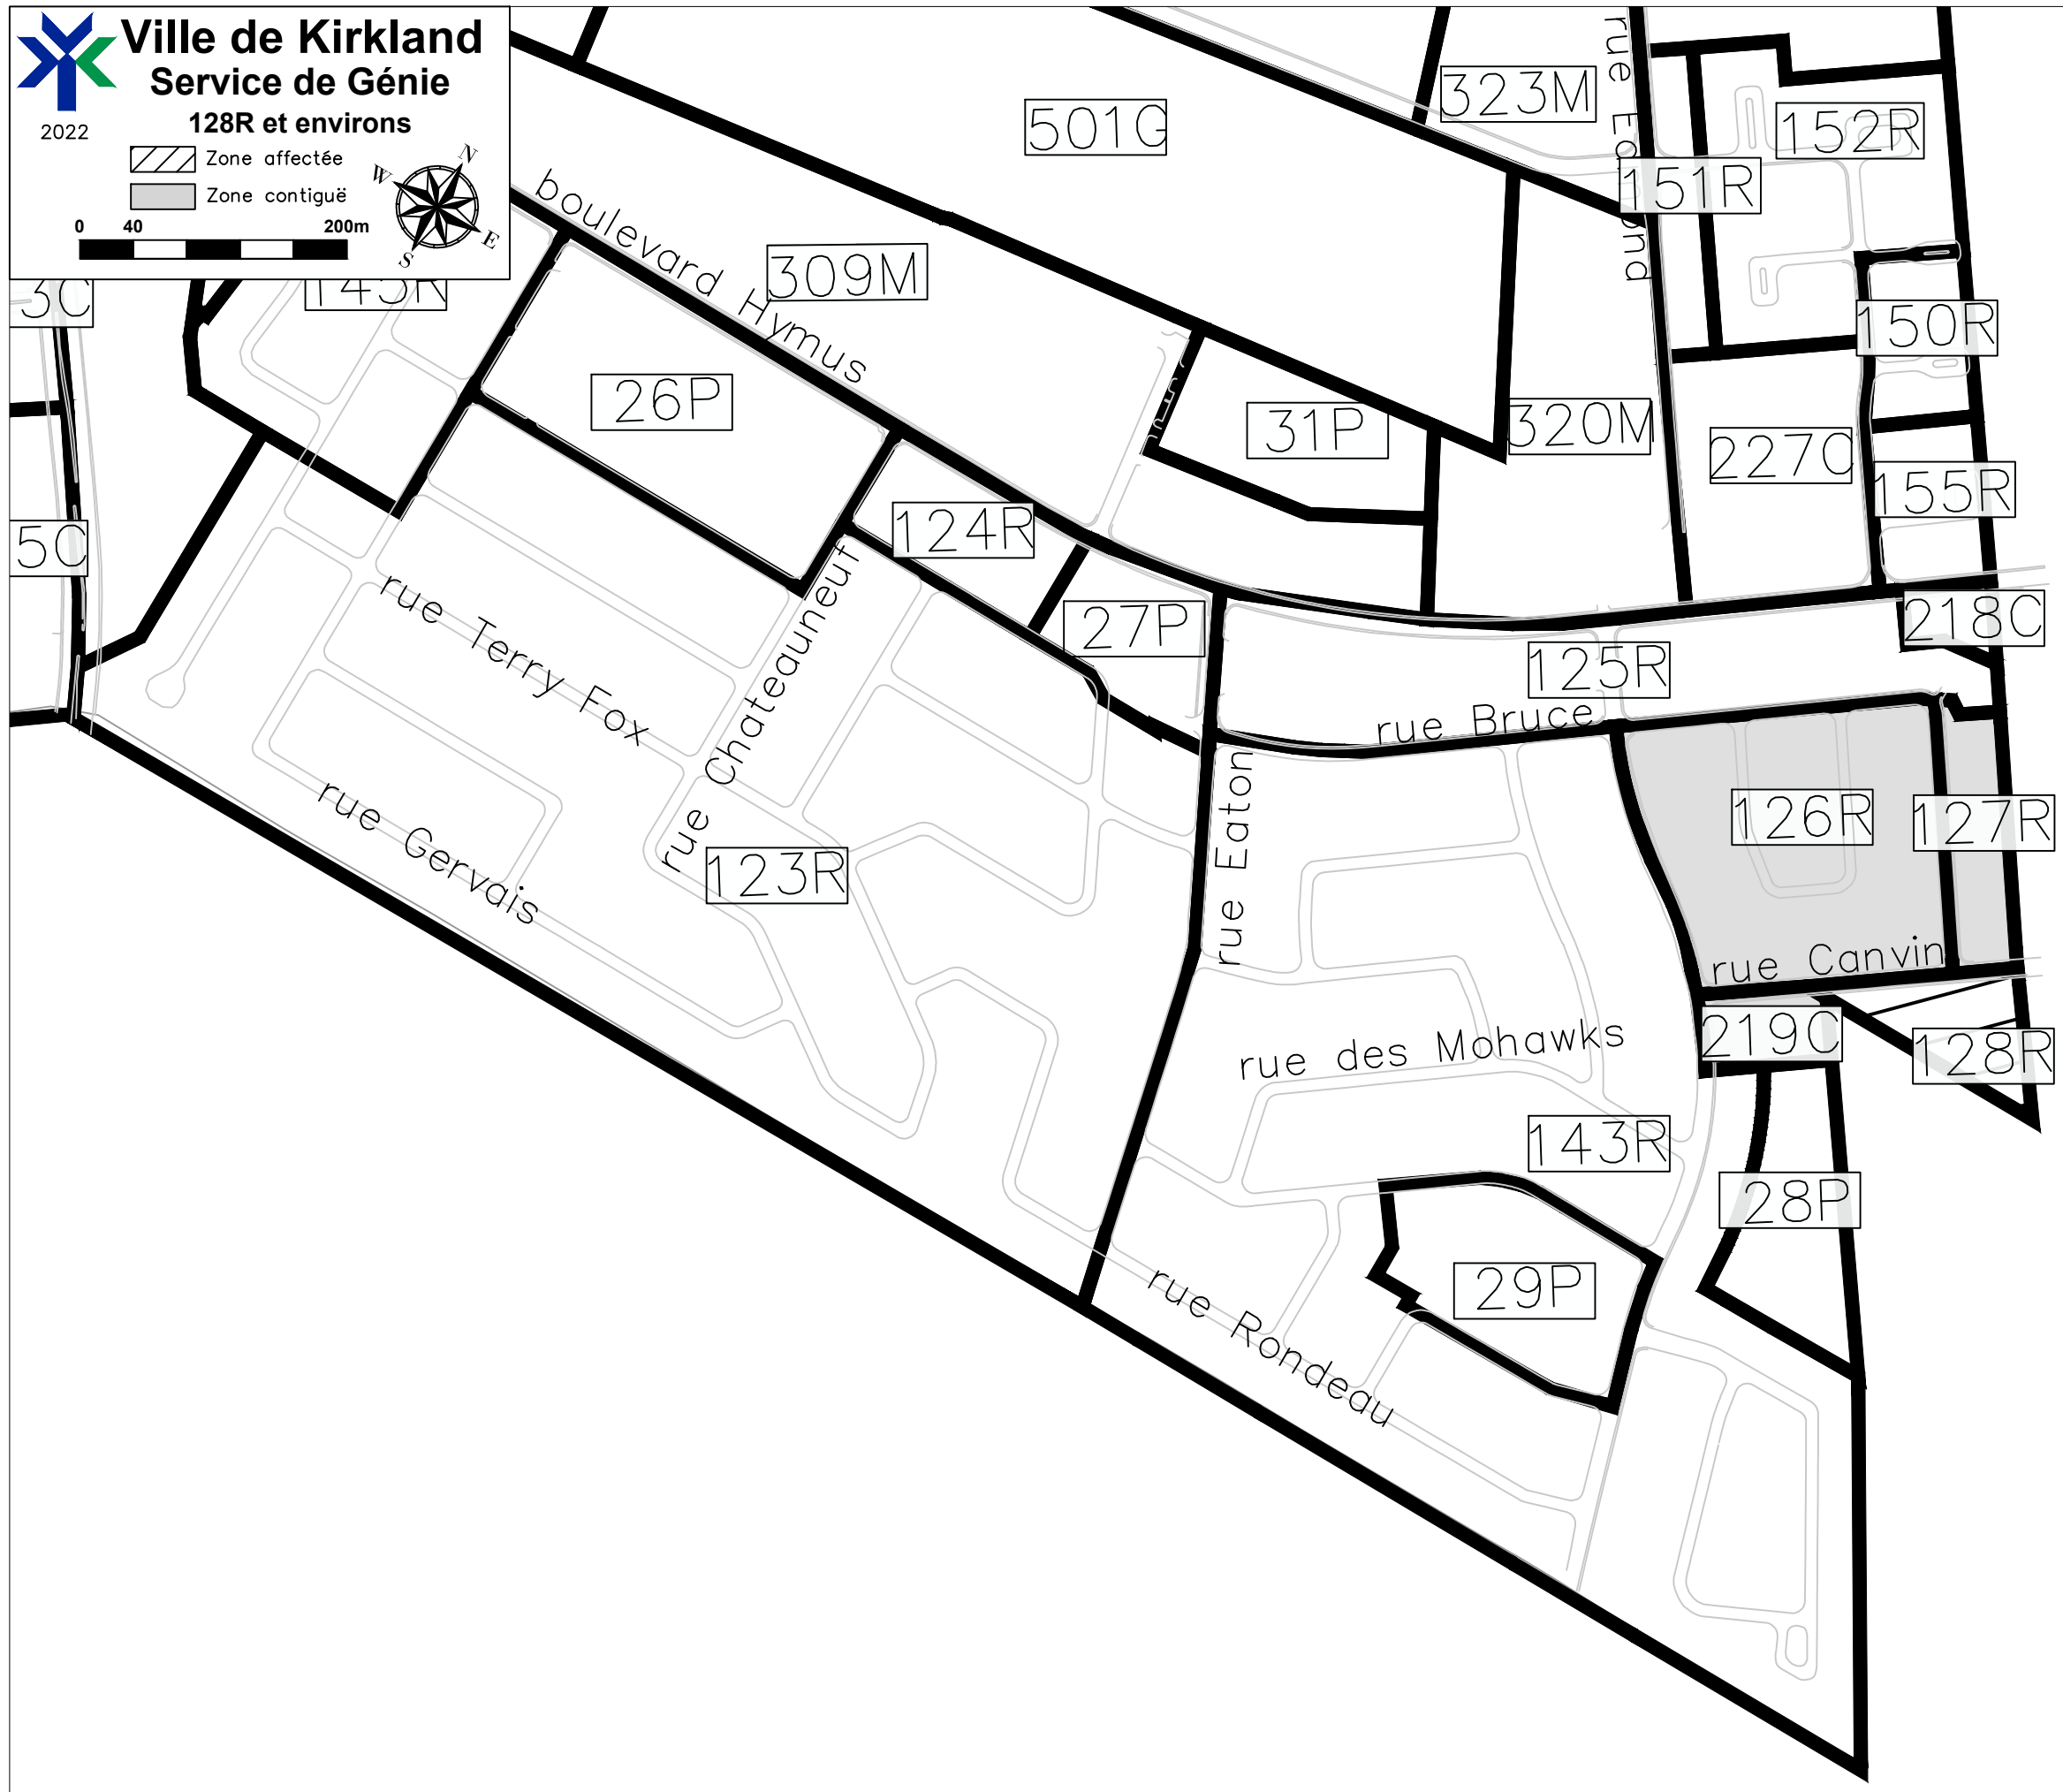 Ville de Kirkland
Service de Génie
128R et environs
2022
Zone affectée
Zone contiguë
0 40 200m
N
W
E
S
501G
323M
rue
152R
151R
309M
boulevard Hymus
150R
26P
31P
320M
227C
155R
5C
124R
27P
218C
125R
rue Terry Fox
rue Chateauneuf
rue Bruce
rue Eaton
126R
127R
rue Gervais
123R
rue Canvin
219C
128R
rue des Mohawks
143R
28P
29P
rue Rondeau